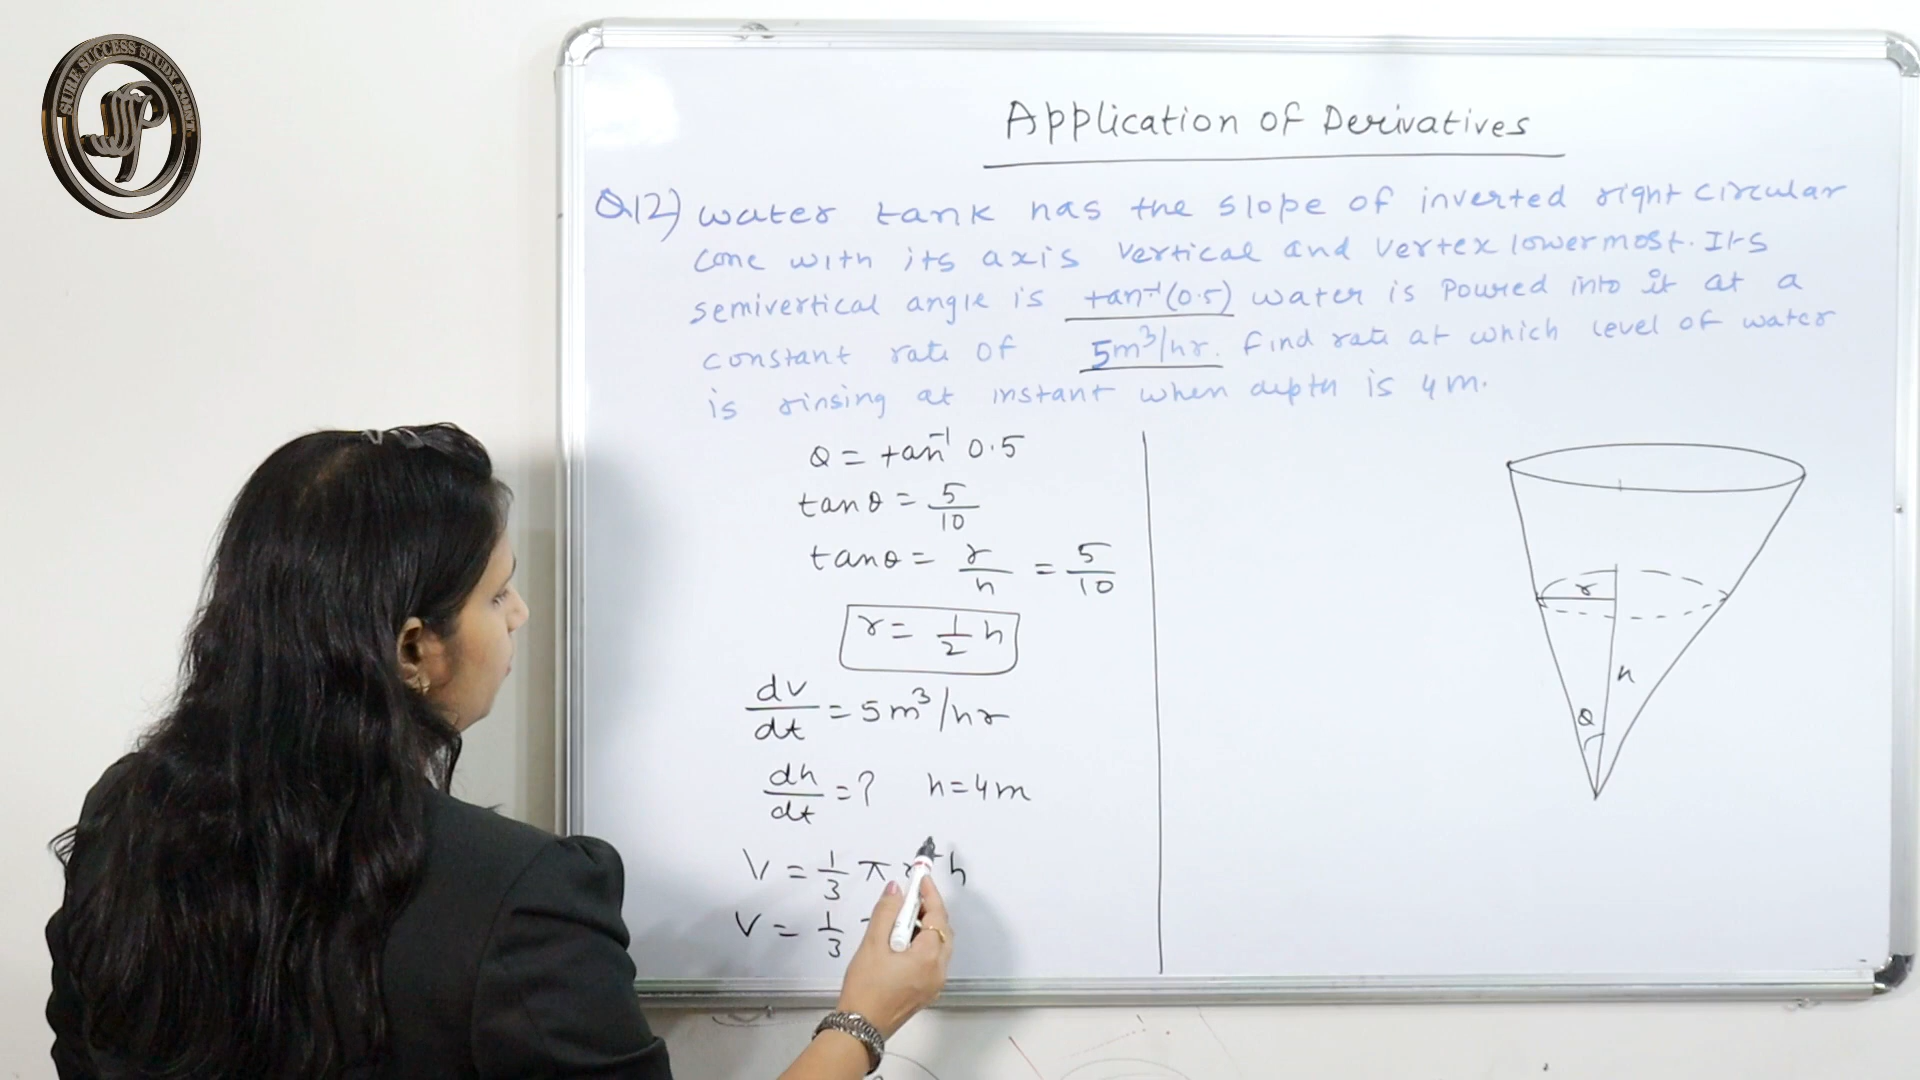 SURE SUCCESS STUDY POINT
Application of Derivatives
Q12) water tank has the slope of inverted right circular
cone with its axis vertical and vertex lowermost. Its
semivertical angle is tan⁻¹(0.5) water is poured into it at a
constant rate of 5m³/hr. Find rate at which level of water
is rinsing at instant when depth is 4m.
θ = tan⁻¹ 0.5
tanθ = 5/10
tanθ = r/h = 5/10
r = 1/2 h
dv/dt = 5m³/hr
dh/dt = ? h = 4m
V = 1/3 π h
V = 1/3
r
h
θ